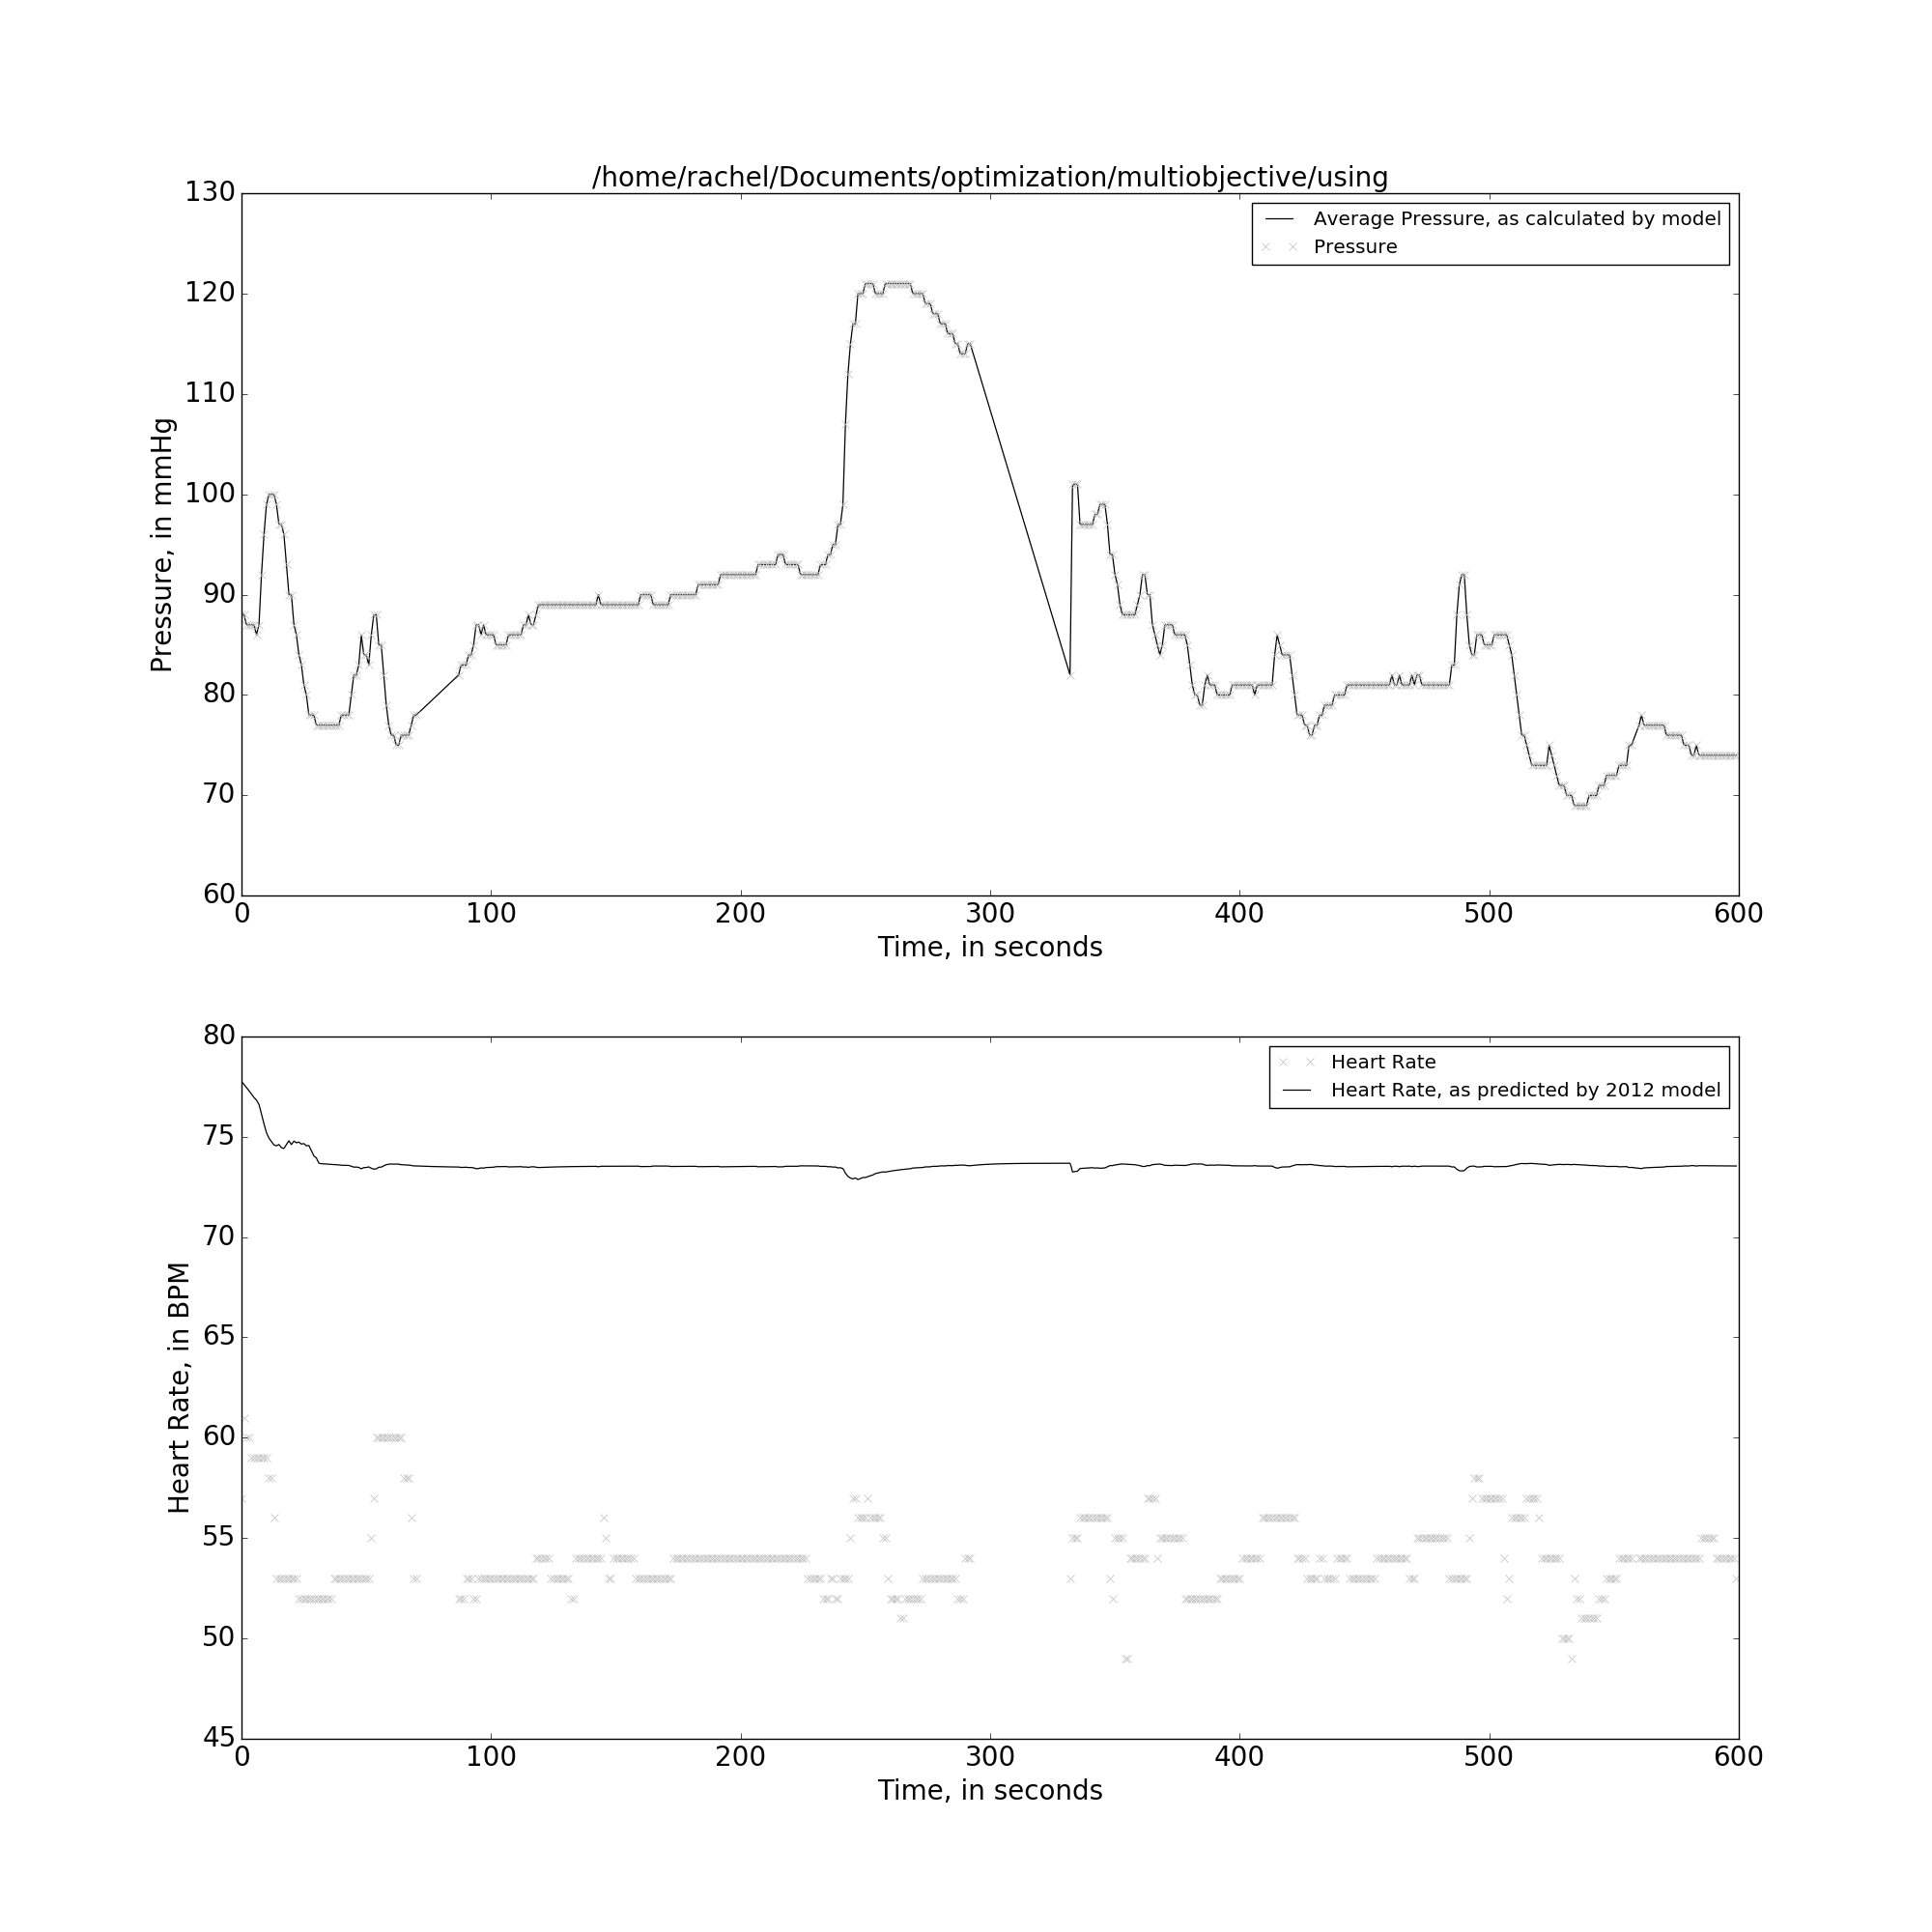 /home/rachel/Documents/optimization/multiobjective/using
130
120
110
100
90
80
70
60
Pressure, in mmHg
Average Pressure, as calculated by model
Pressure
0 100 200 300 400 500 600
Time, in seconds
80
75
70
65
60
55
50
45
Heart Rate, in BPM
Heart Rate
Heart Rate, as predicted by 2012 model
0 100 200 300 400 500 600
Time, in seconds